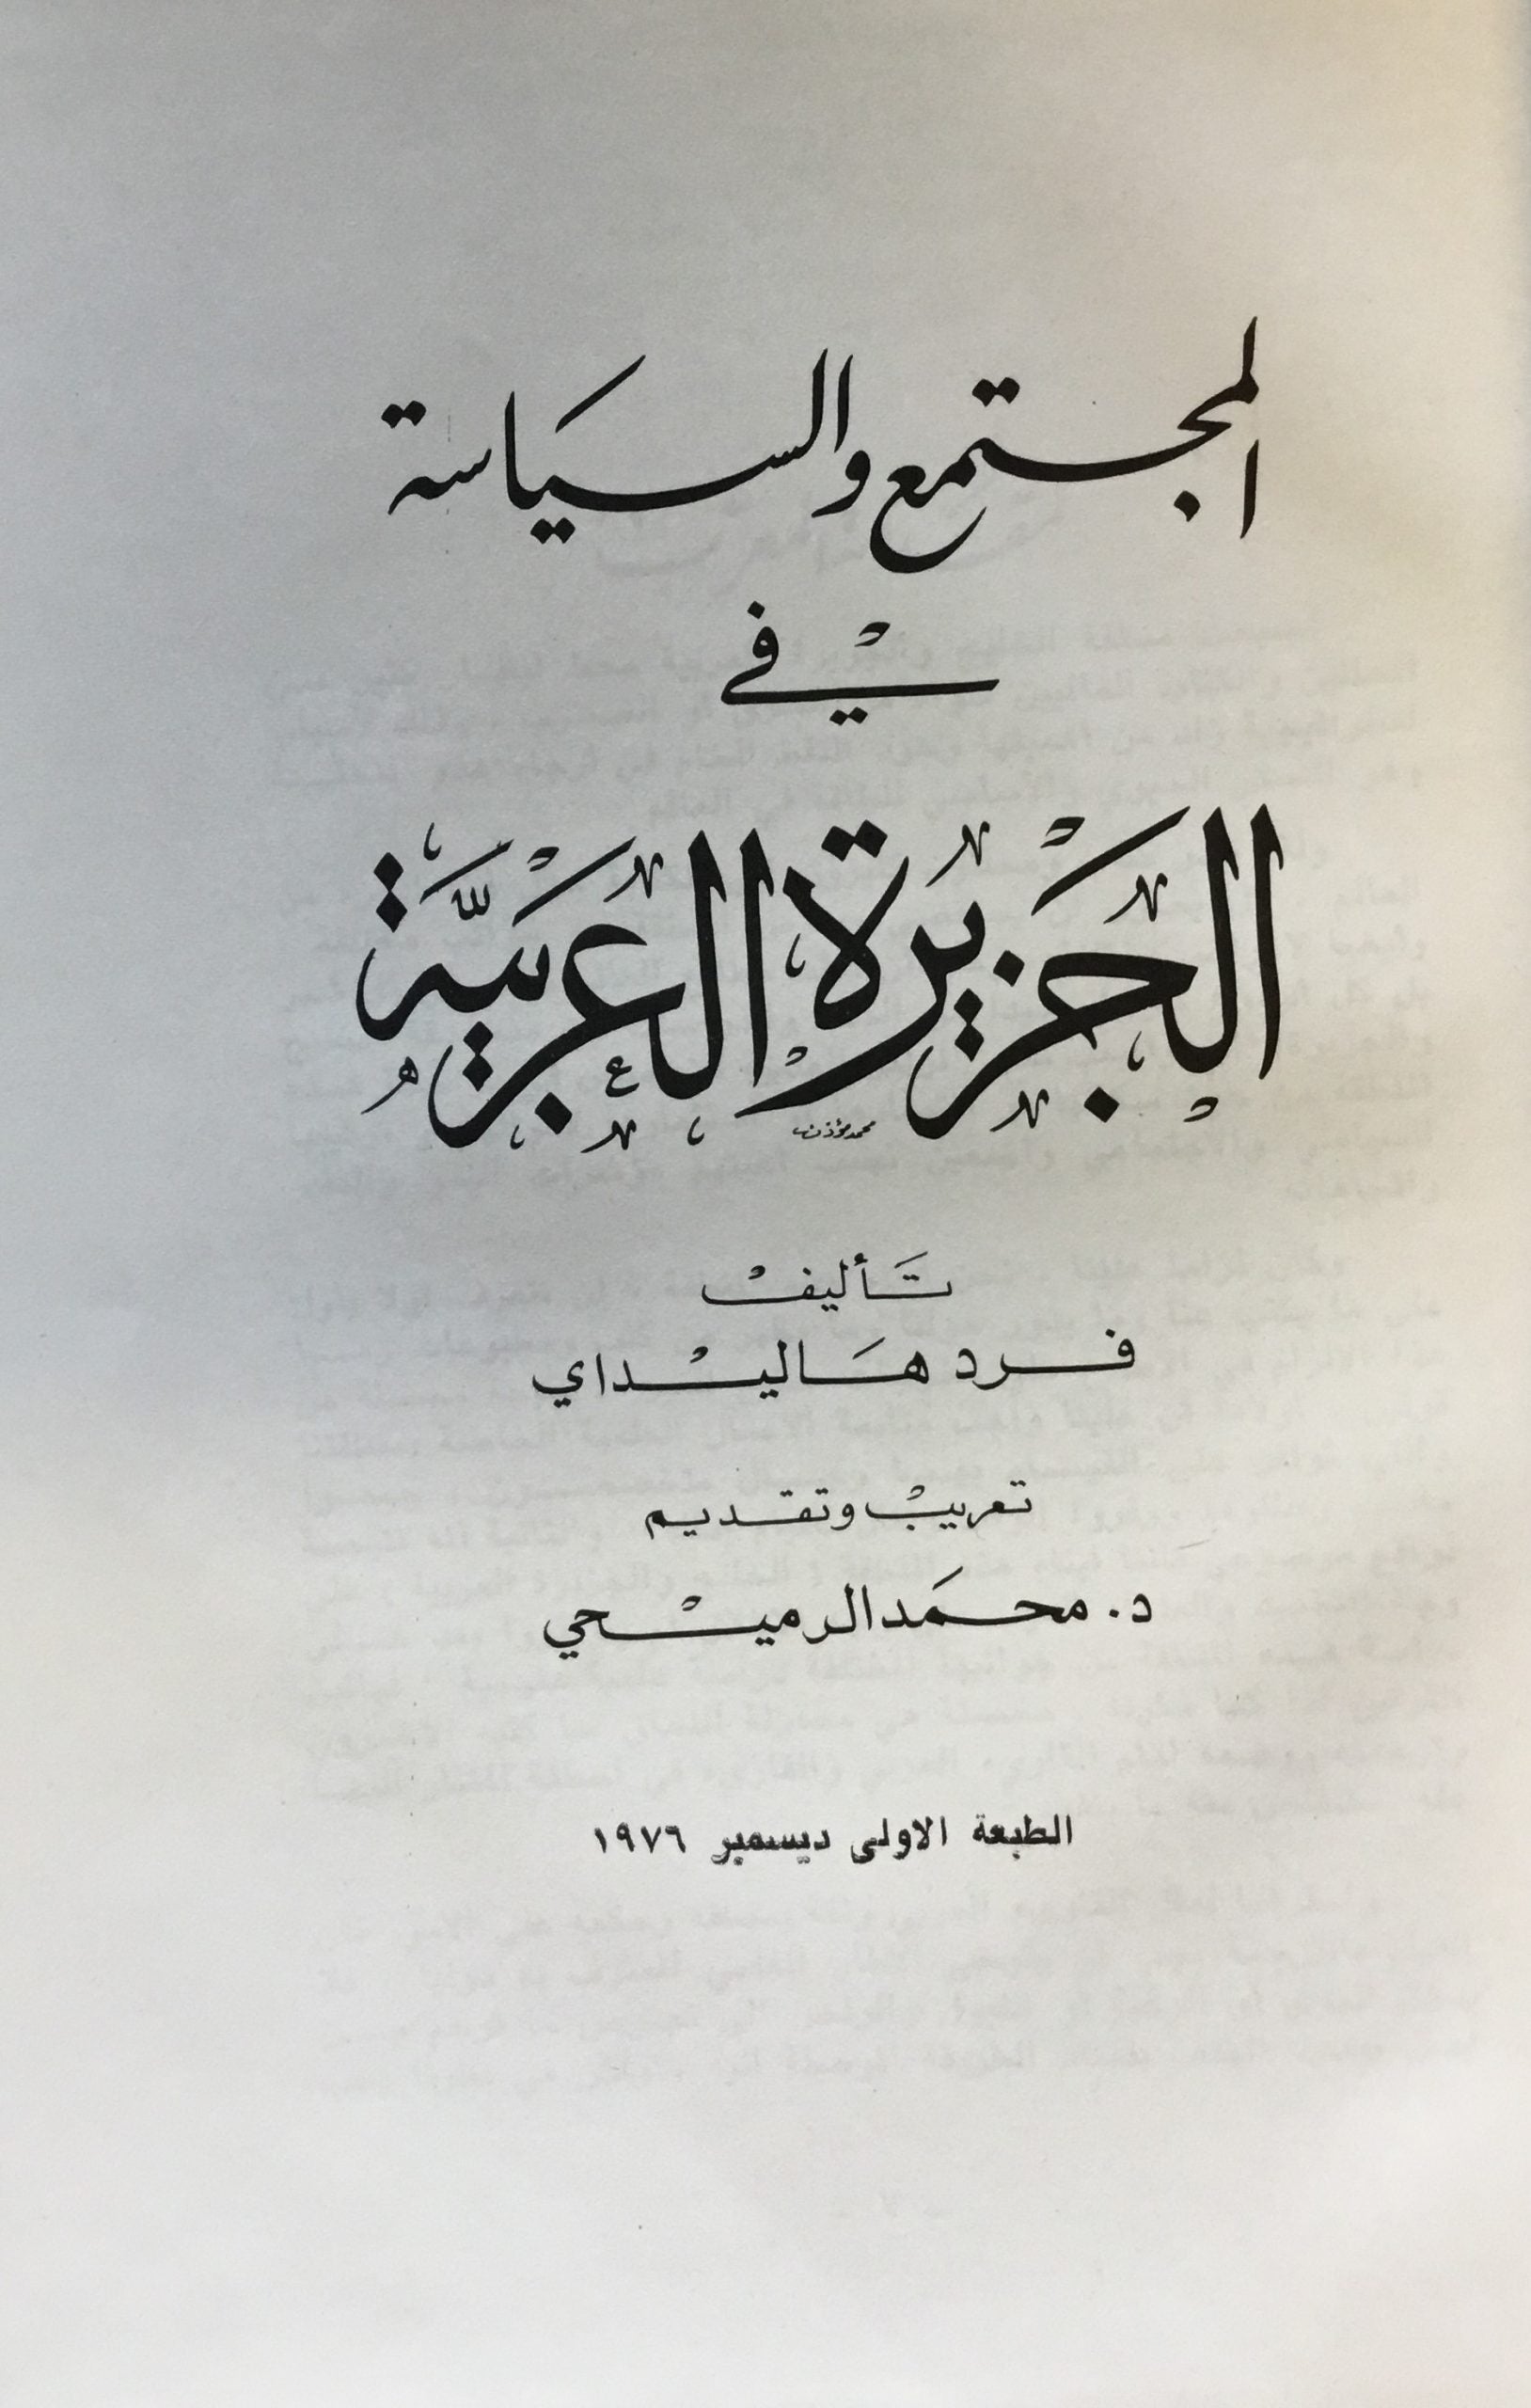 المجتمع والسياسة
في
الجزيرة العربية
تأليف
فرد هاليداي
تعريب وتقديم
د. محمد الرميحي
الطبعة الاولى ديسمبر ١٩٧٦